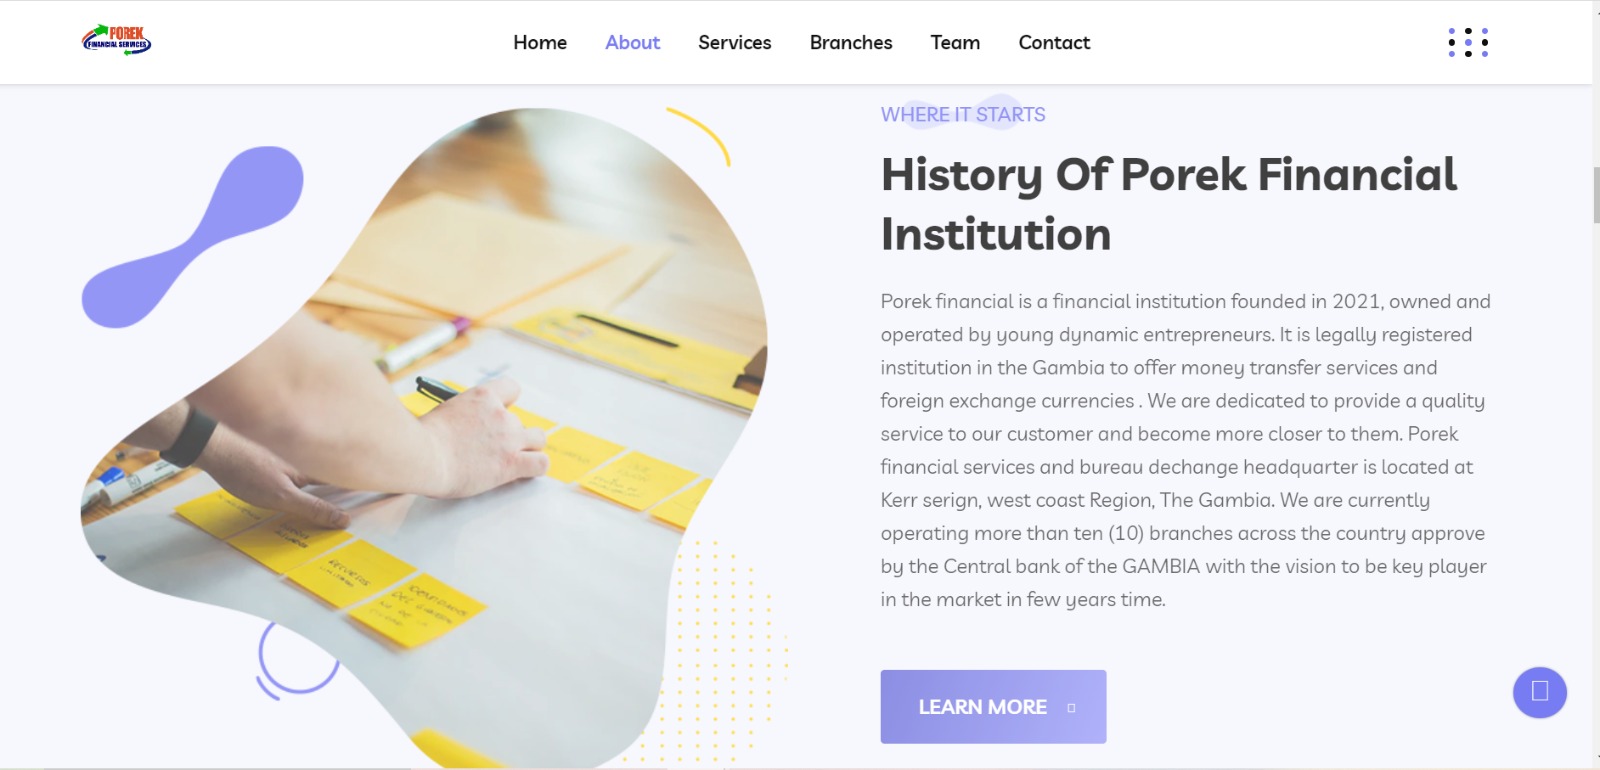 POREK
FINANCIAL SERVICES
Home About Services Branches Team Contact
WHERE IT STARTS
History Of Porek Financial
Institution
Porek financial is a financial institution founded in 2021, owned and
operated by young dynamic entrepreneurs. It is legally registered
institution in the Gambia to offer money transfer services and
foreign exchange currencies . We are dedicated to provide a quality
service to our customer and become more closer to them. Porek
financial services and bureau dechange headquarter is located at
Kerr serign, west coast Region, The Gambia. We are currently
operating more than ten (10) branches across the country approve
by the Central bank of the GAMBIA with the vision to be key player
in the market in few years time.
LEARN MORE